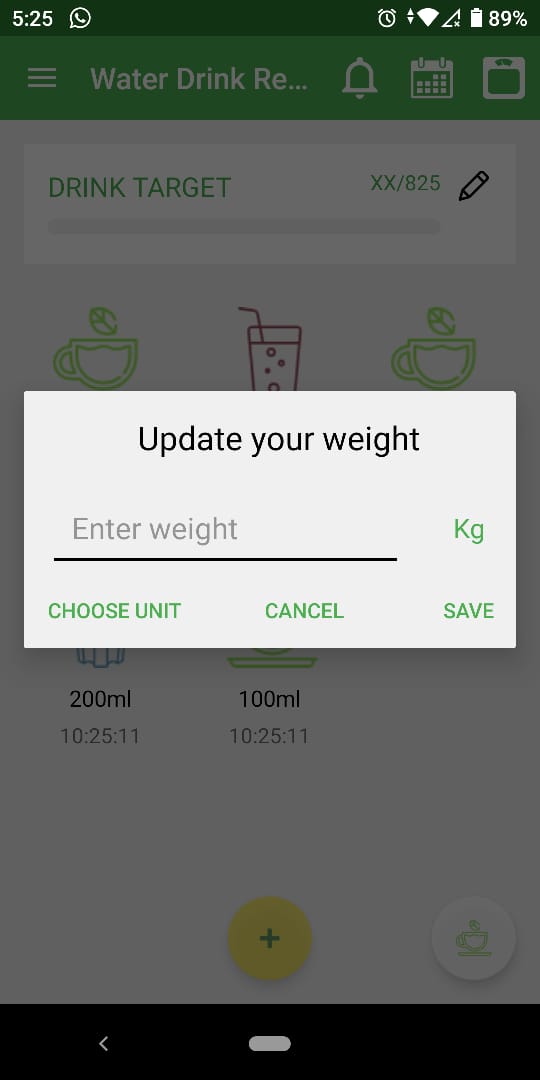 5:25 89%
Water Drink Re...
DRINK TARGET XX/825
Update your weight
Enter weight Kg
CHOOSE UNIT CANCEL SAVE
200ml 100ml
10:25:11 10:25:11